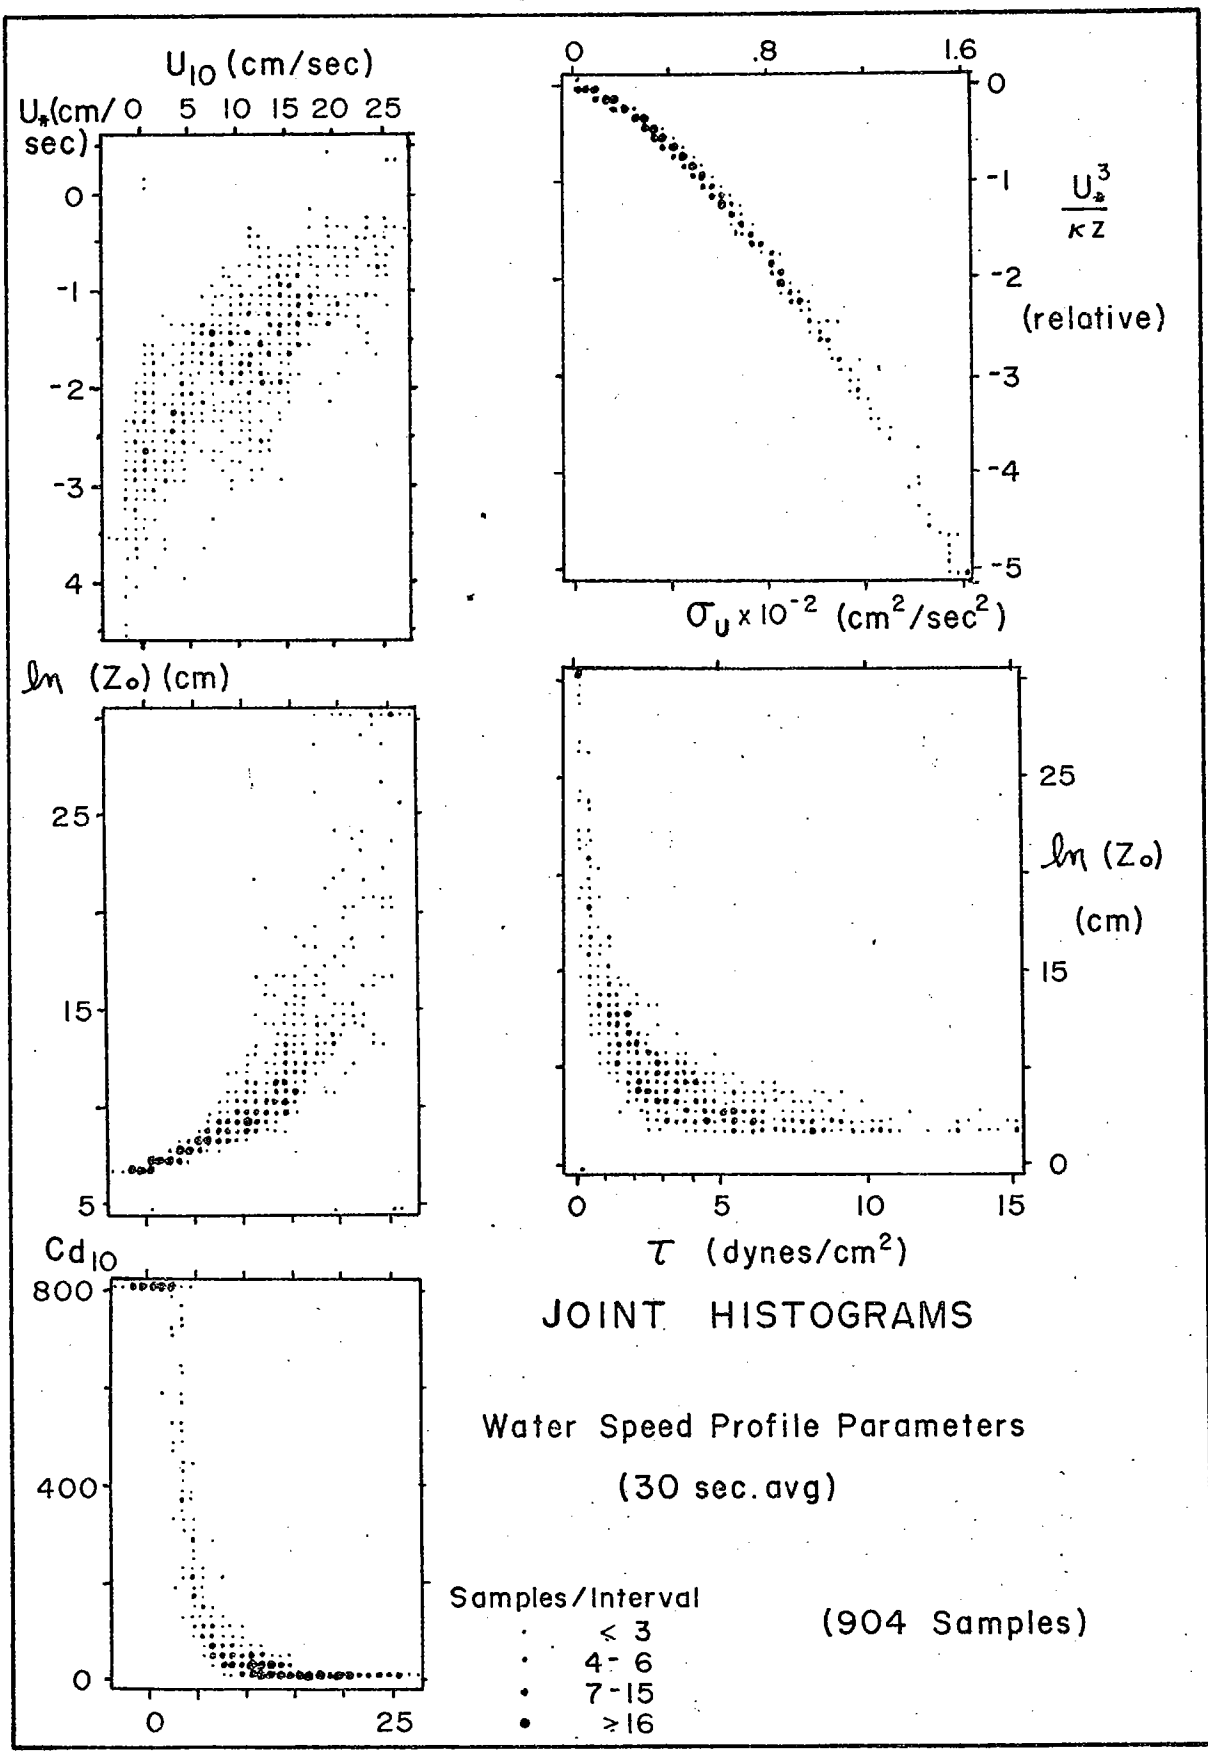 U10 (cm/sec)
U* (cm/sec)
0 5 10 15 20 25
0
-1
-2
-3
4
0 .8 1.6
0
-1
-2
-3
-4
-5
U*³
κz
(relative)
σU x 10⁻² (cm²/sec²)
ln (Zo) (cm)
25
15
5
25
15
0
ln (Zo)
(cm)
0 5 10 15
τ (dynes/cm²)
Cd10
800
400
0
0 25
JOINT HISTOGRAMS
Water Speed Profile Parameters
(30 sec. avg)
Samples/Interval
< 3
4-6
7-15
≥16
(904 Samples)